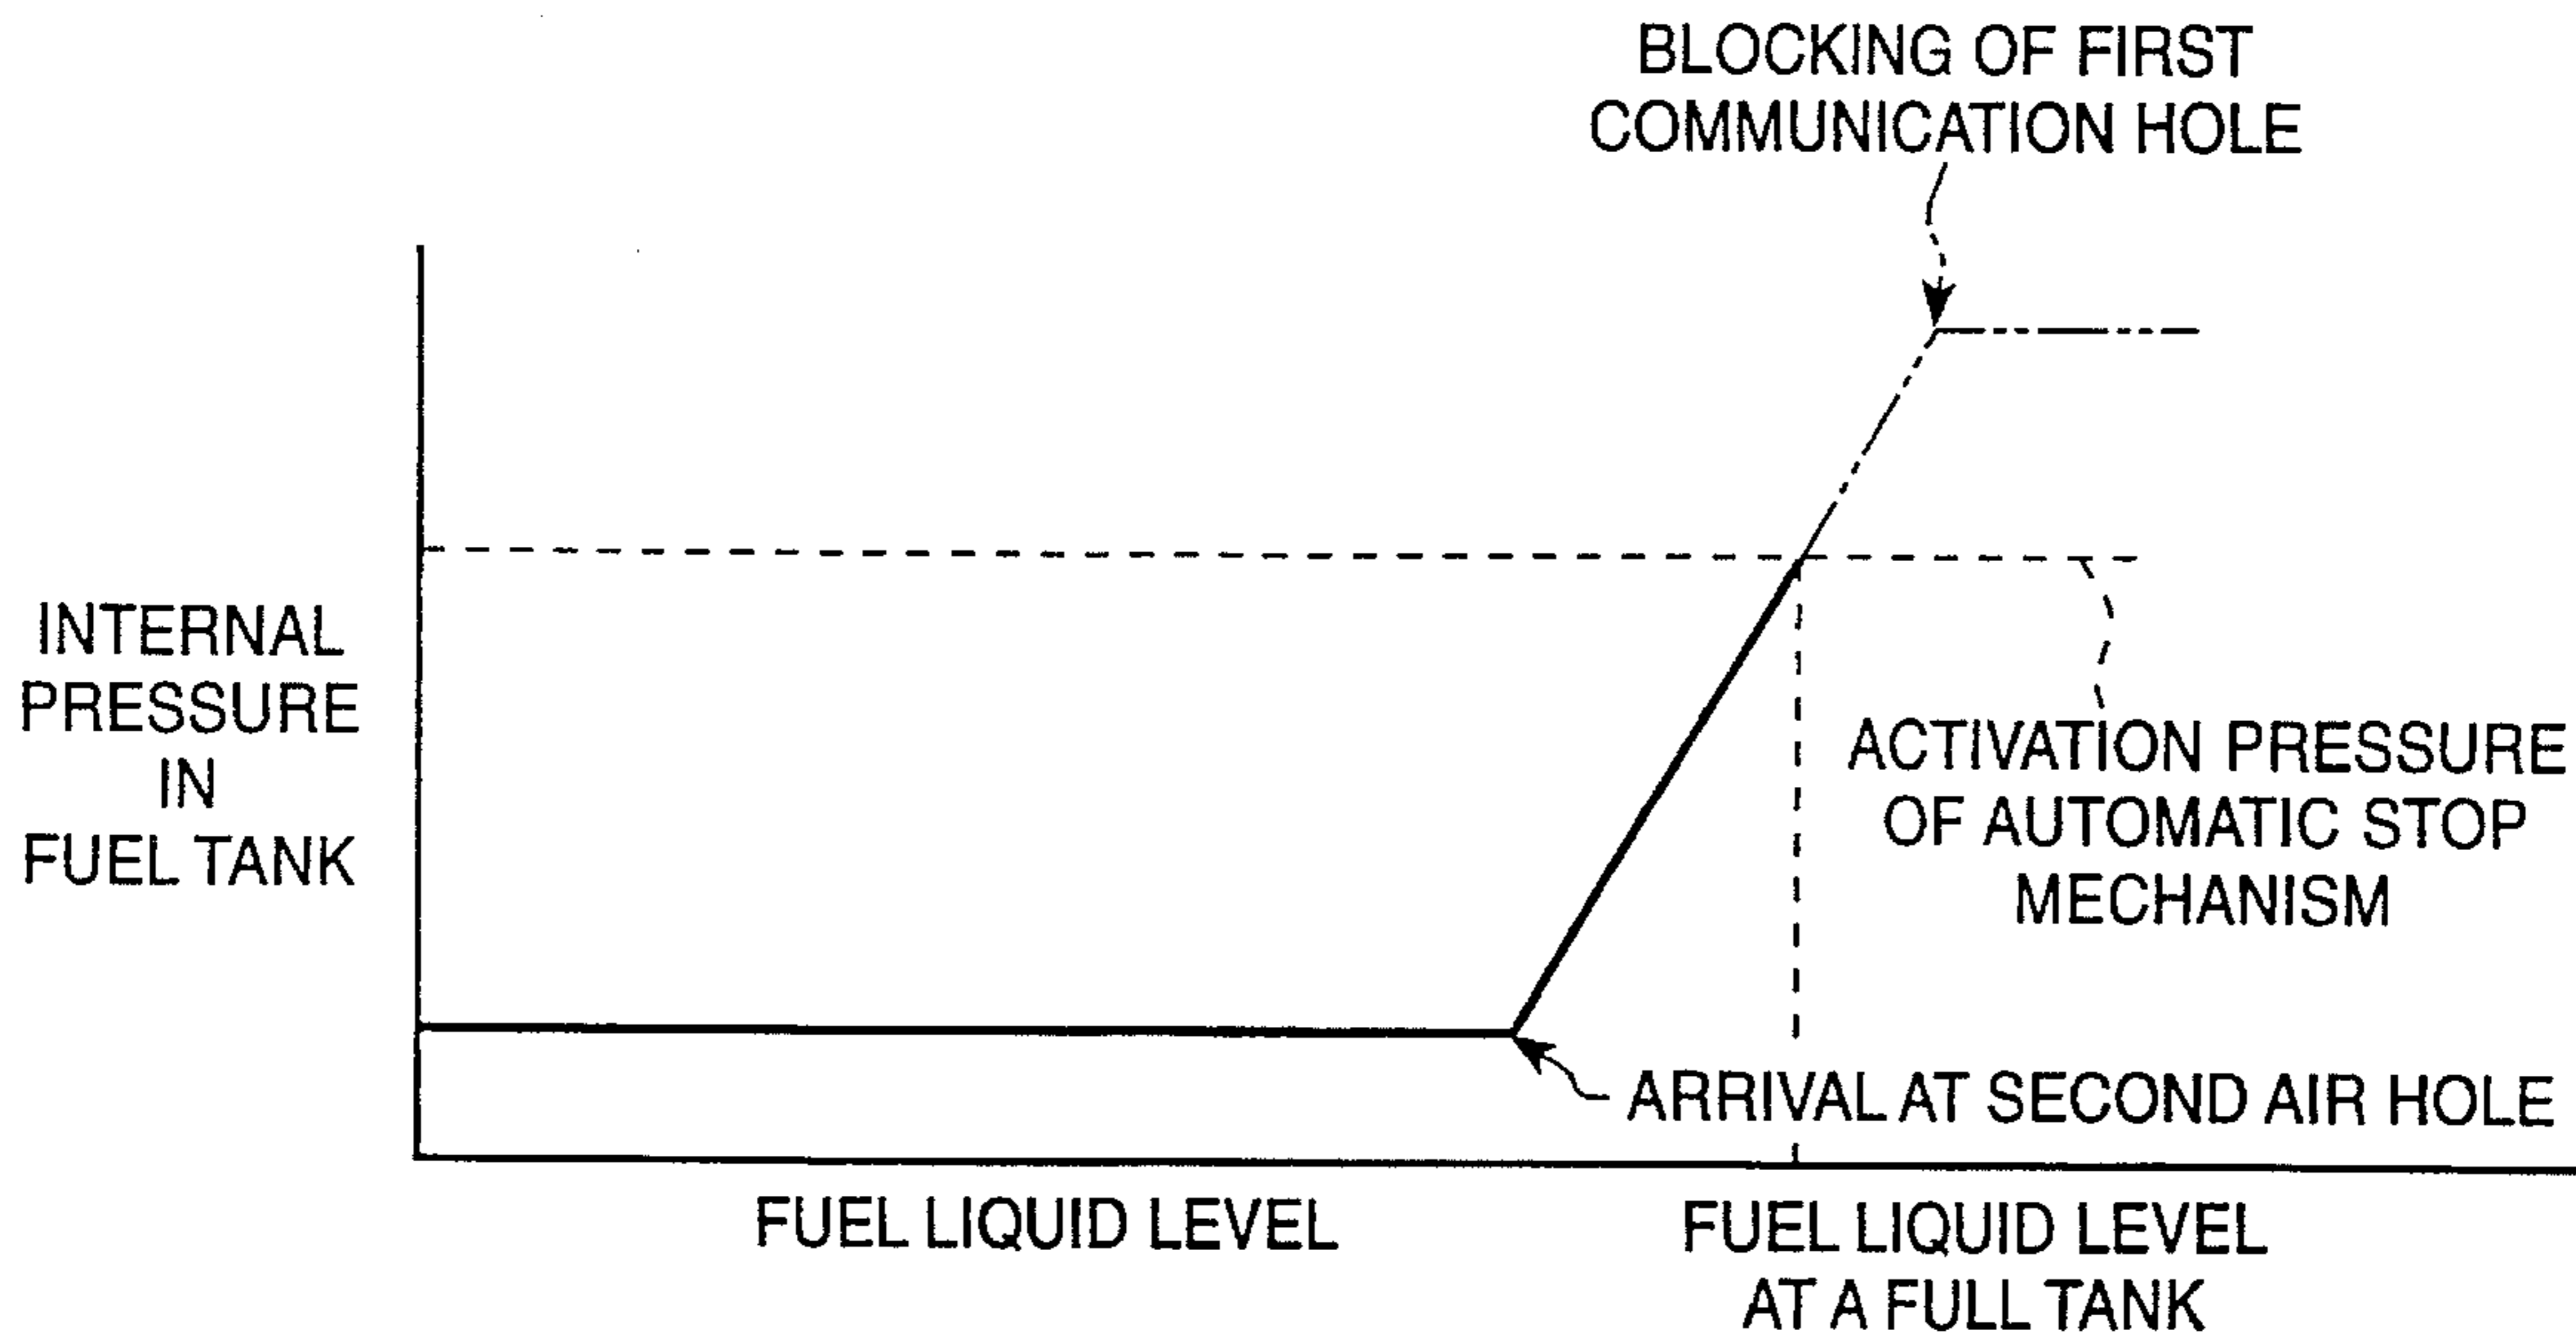 BLOCKING OF FIRST
COMMUNICATION HOLE
INTERNAL
PRESSURE
IN
FUEL TANK
ACTIVATION PRESSURE
OF AUTOMATIC STOP
MECHANISM
ARRIVAL AT SECOND AIR HOLE
FUEL LIQUID LEVEL
FUEL LIQUID LEVEL
AT A FULL TANK